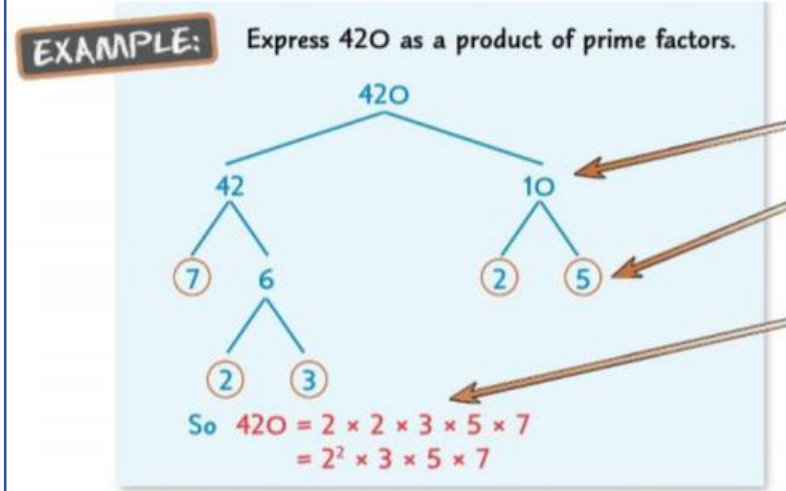 EXAMPLE:
Express 420 as a product of prime factors.
420
42 10
7 6 2 5
2 3
So 420 = 2 × 2 × 3 × 5 × 7
= 2² × 3 × 5 × 7